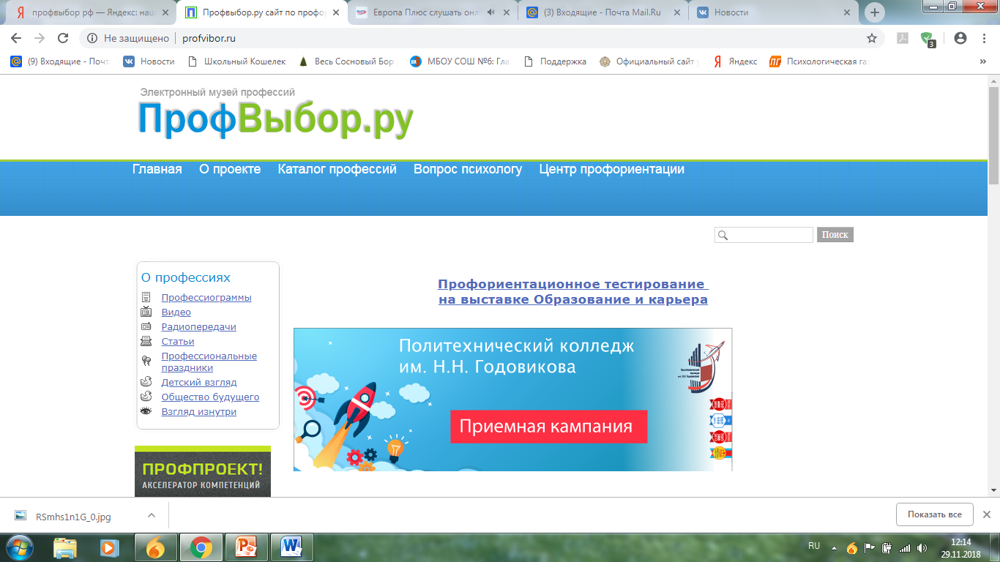 профвыбор рф — Яндекс: наш
Профвыбор.ру сайт по профо
Европа Плюс слушать онл
(3) Входящие - Почта Mail.Ru
Новости
Не защищено
profvibor.ru
3
(9) Входящие - Почт
Новости
Школьный Кошелек
Весь Сосновый Бор
МБОУ СОШ №6: Гла
Поддержка
Официальный сайт
Яндекс
Психологическая га
»
Электронный музей профессий
ПрофВыбор.ру
Главная
О проекте
Каталог профессий
Вопрос психологу
Центр профориентации
Поиск
О профессиях
Профессиограммы
Видео
Радиопередачи
Статьи
Профессиональные
праздники
Детский взгляд
Общество будущего
Взгляд изнутри
Профориентационное тестирование
на выставке Образование и карьера
Политехнический колледж
им. Н.Н. Годовикова
Приемная кампания
ПРОФПРОЕКТ!
АКСЕЛЕРАТОР КОМПЕТЕНЦИЙ
RSmhs1n1G_0.jpg
Показать все
RU
12:14
29.11.2018